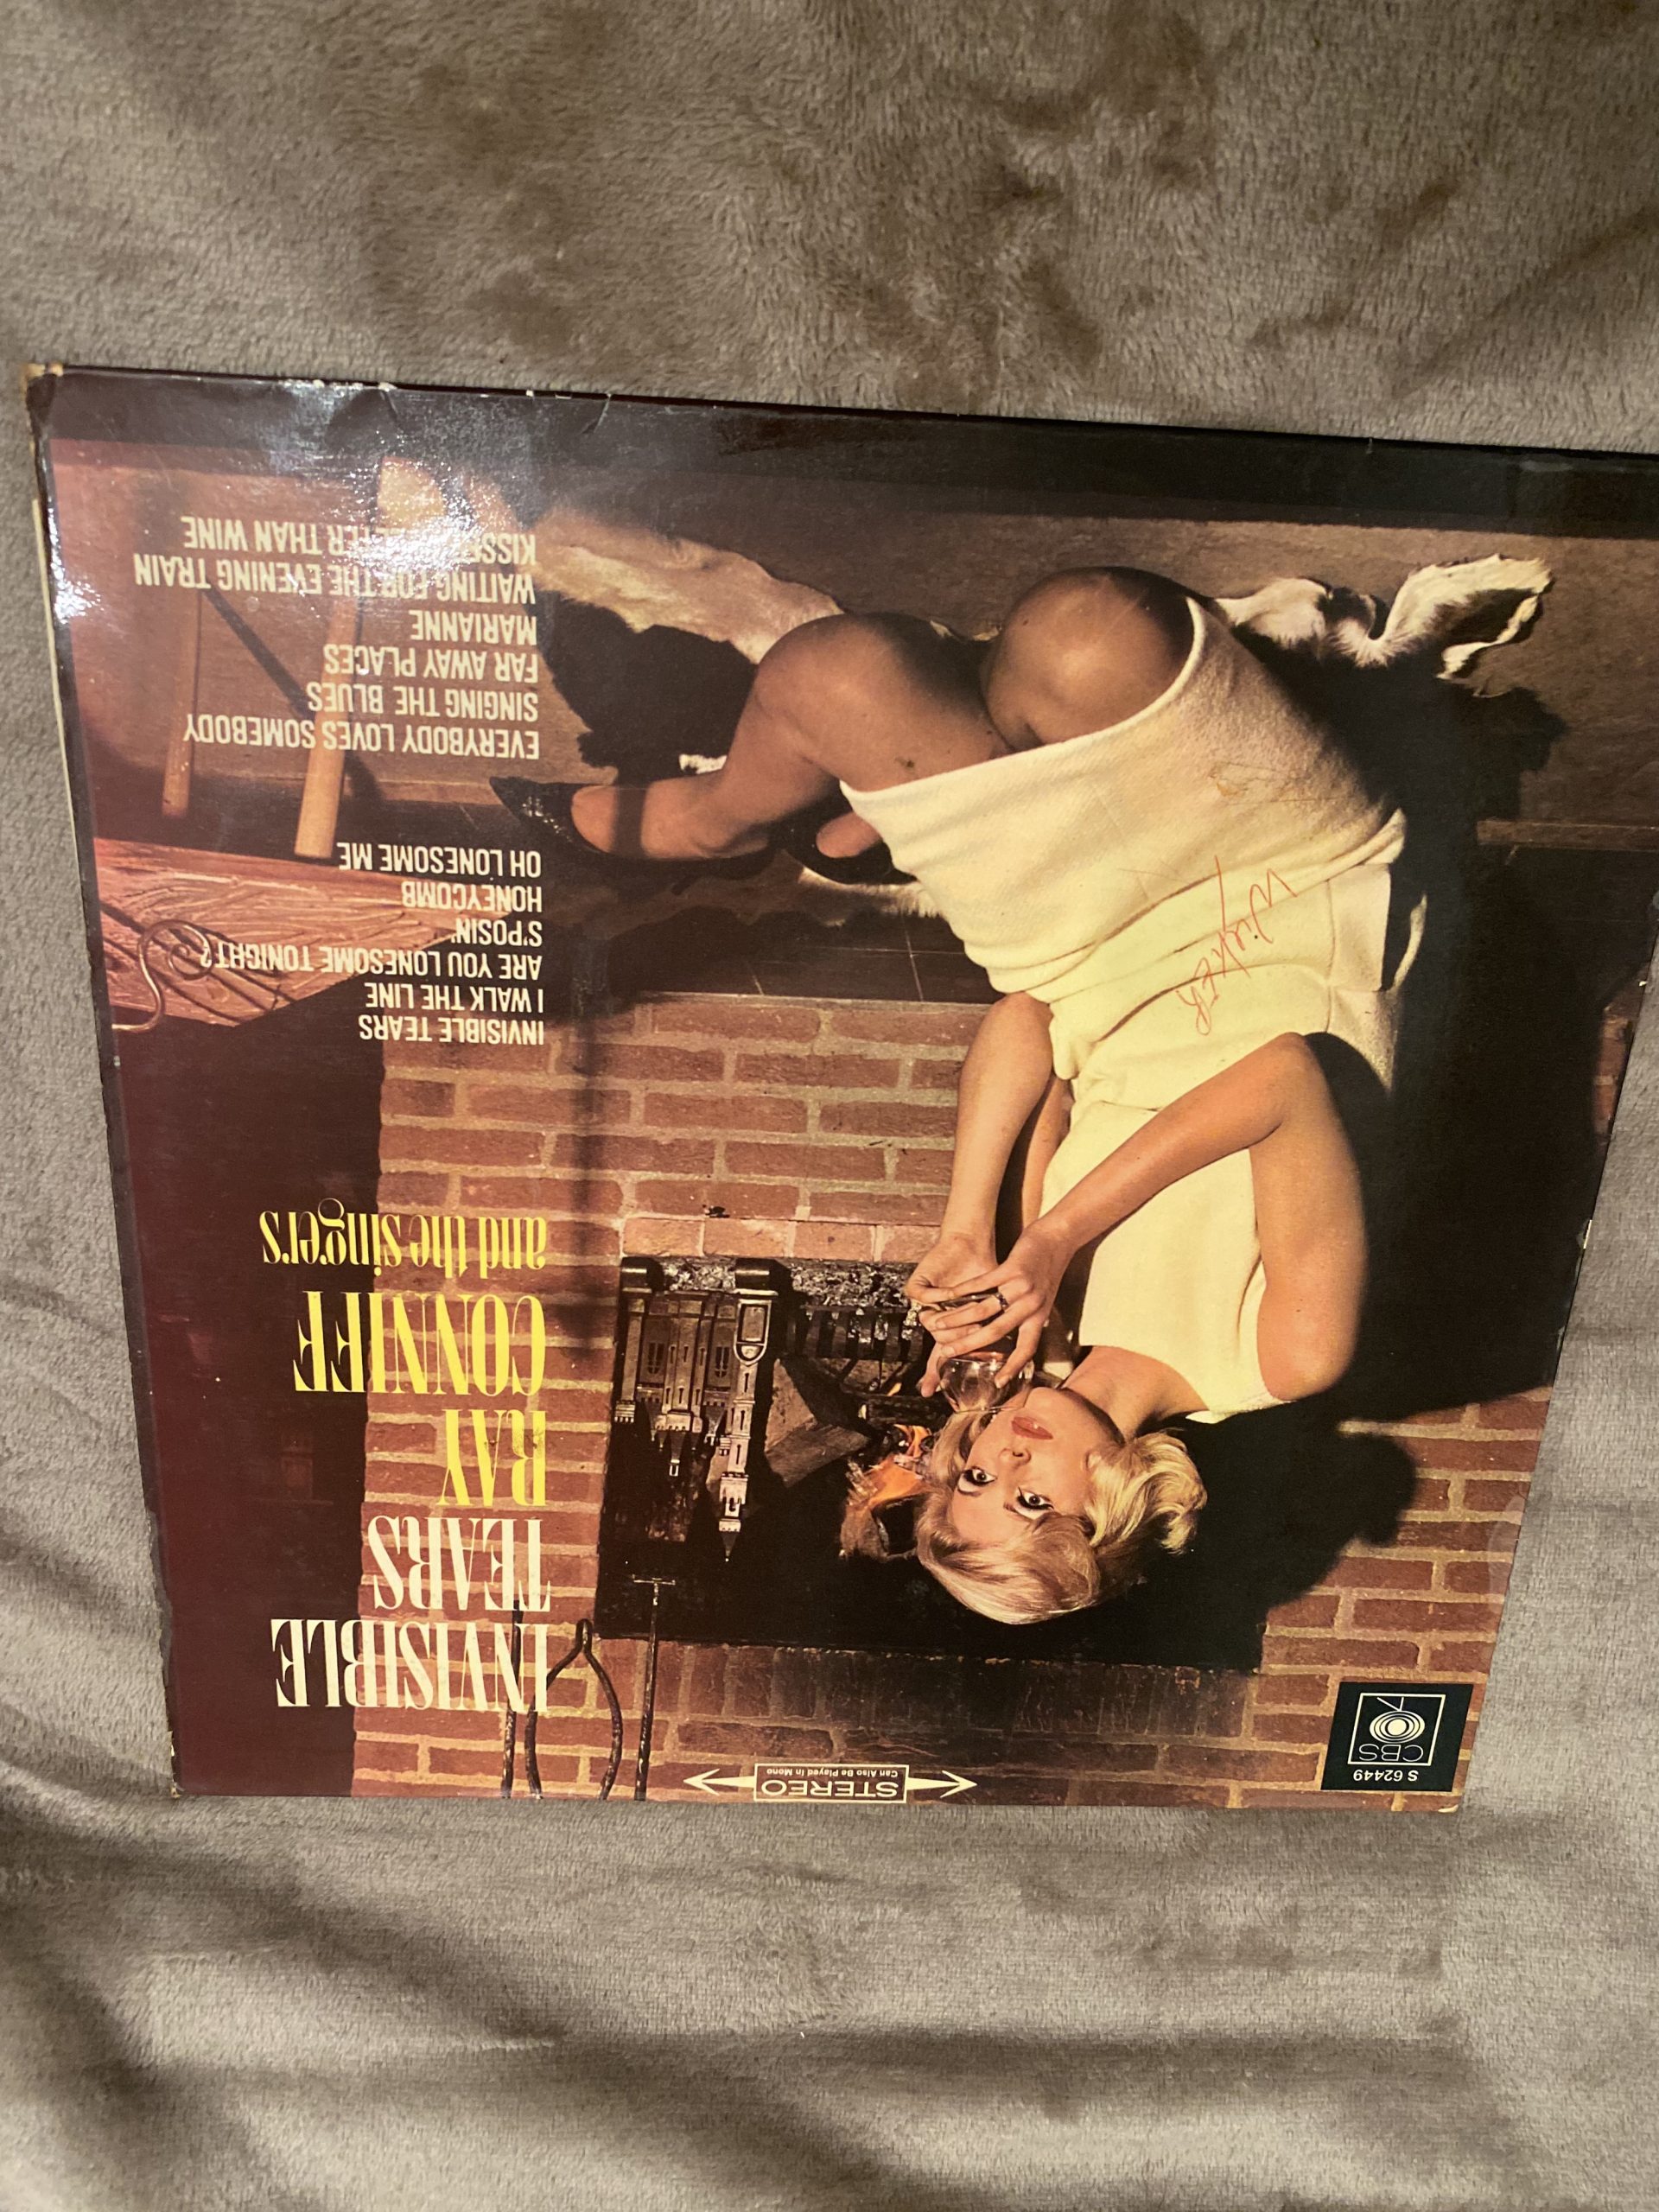 STEREO
Can Also Be Played In Mono
S 62449
CBS
INVISIBLE
TEARS
RAY
CONNIFF
and the singers
INVISIBLE TEARS
I WALK THE LINE
ARE YOU LONESOME TONIGHT?
S'POSIN'
HONEYCOMB
OH LONESOME ME
EVERYBODY LOVES SOMEBODY
SINGING THE BLUES
FAR AWAY PLACES
MARIANNE
WAITING FOR THE EVENING TRAIN
THAN WINE